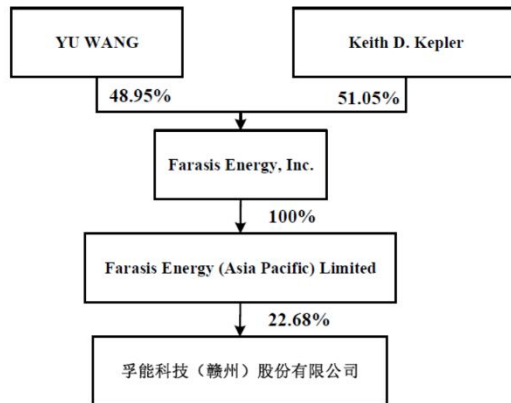 YU WANG
Keith D. Kepler
48.95%
51.05%
Farasis Energy, Inc.
100%
Farasis Energy (Asia Pacific) Limited
22.68%
孚能科技（赣州）股份有限公司